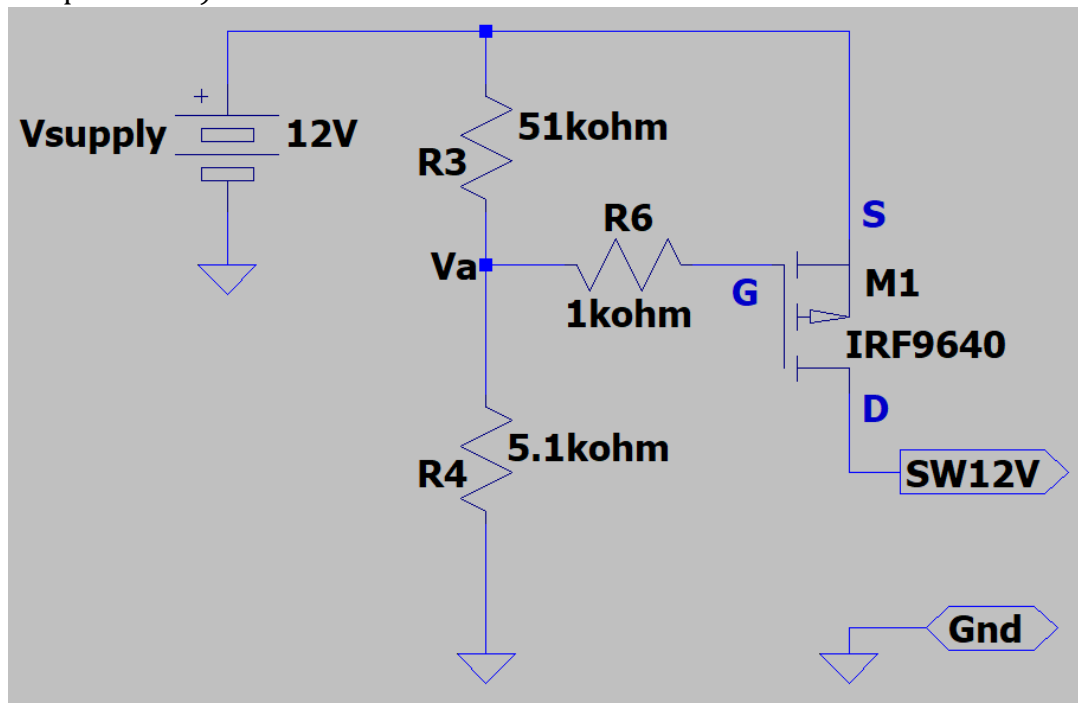 Vsupply
+
12V
R3
51kohm
Va
R6
1kohm
G
S
M1
IRF9640
D
R4
5.1kohm
SW12V
Gnd